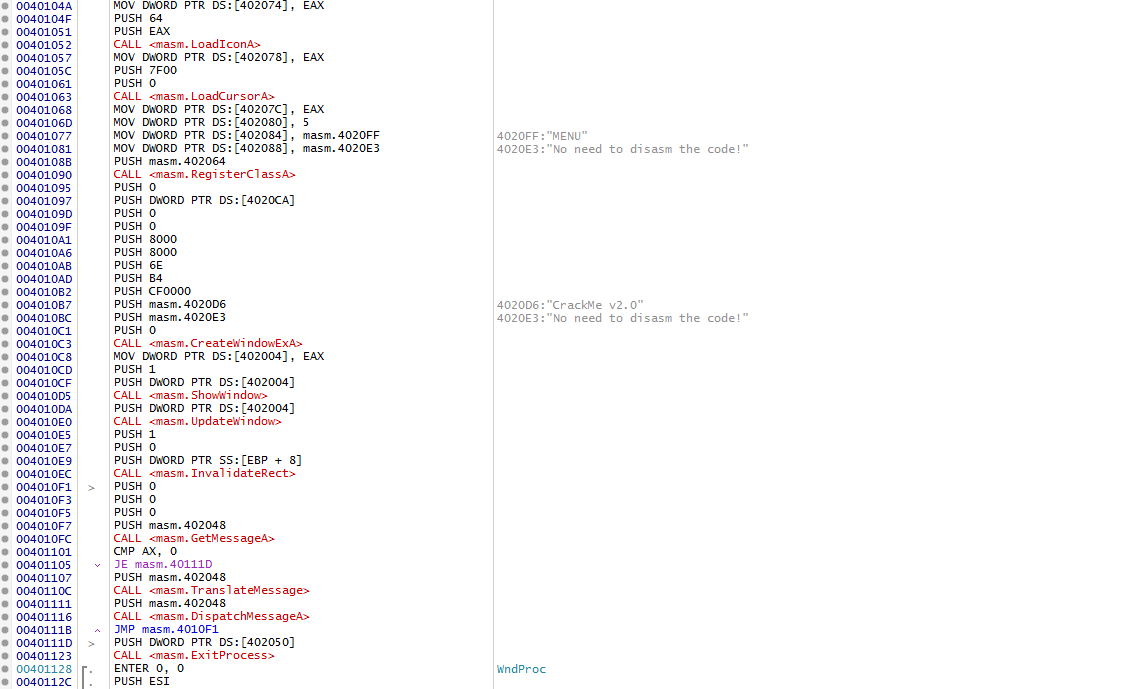 0040104A MOV DWORD PTR DS:[402074], EAX
0040104F PUSH 64
00401051 PUSH EAX
00401052 CALL <masm.LoadIconA>
00401057 MOV DWORD PTR DS:[402078], EAX
0040105C PUSH 7F00
00401061 PUSH 0
00401063 CALL <masm.LoadCursorA>
00401068 MOV DWORD PTR DS:[40207C], EAX
0040106D MOV DWORD PTR DS:[402080], 5
00401077 MOV DWORD PTR DS:[402084], masm.4020FF 4020FF:"MENU"
00401081 MOV DWORD PTR DS:[402088], masm.4020E3 4020E3:"No need to disasm the code!"
0040108B PUSH masm.402064
00401090 CALL <masm.RegisterClassA>
00401095 PUSH 0
00401097 PUSH DWORD PTR DS:[4020CA]
0040109D PUSH 0
0040109F PUSH 0
004010A1 PUSH 8000
004010A6 PUSH 8000
004010AB PUSH 6E
004010AD PUSH B4
004010B2 PUSH CF0000
004010B7 PUSH masm.4020D6 4020D6:"CrackMe v2.0"
004010BC PUSH masm.4020E3 4020E3:"No need to disasm the code!"
004010C1 PUSH 0
004010C3 CALL <masm.CreateWindowExA>
004010C8 MOV DWORD PTR DS:[402004], EAX
004010CD PUSH 1
004010CF PUSH DWORD PTR DS:[402004]
004010D5 CALL <masm.ShowWindow>
004010DA PUSH DWORD PTR DS:[402004]
004010E0 CALL <masm.UpdateWindow>
004010E5 PUSH 1
004010E7 PUSH 0
004010E9 PUSH DWORD PTR SS:[EBP + 8]
004010EC CALL <masm.InvalidateRect>
004010F1 > PUSH 0
004010F3 PUSH 0
004010F5 PUSH 0
004010F7 PUSH masm.402048
004010FC CALL <masm.GetMessageA>
00401101 CMP AX, 0
00401105 JE masm.40111D
00401107 PUSH masm.402048
0040110C CALL <masm.TranslateMessage>
00401111 PUSH masm.402048
00401116 CALL <masm.DispatchMessageA>
0040111B JMP masm.4010F1
0040111D > PUSH DWORD PTR DS:[402050]
00401123 CALL <masm.ExitProcess>
00401128 ENTER 0, 0 WndProc
0040112C PUSH ESI